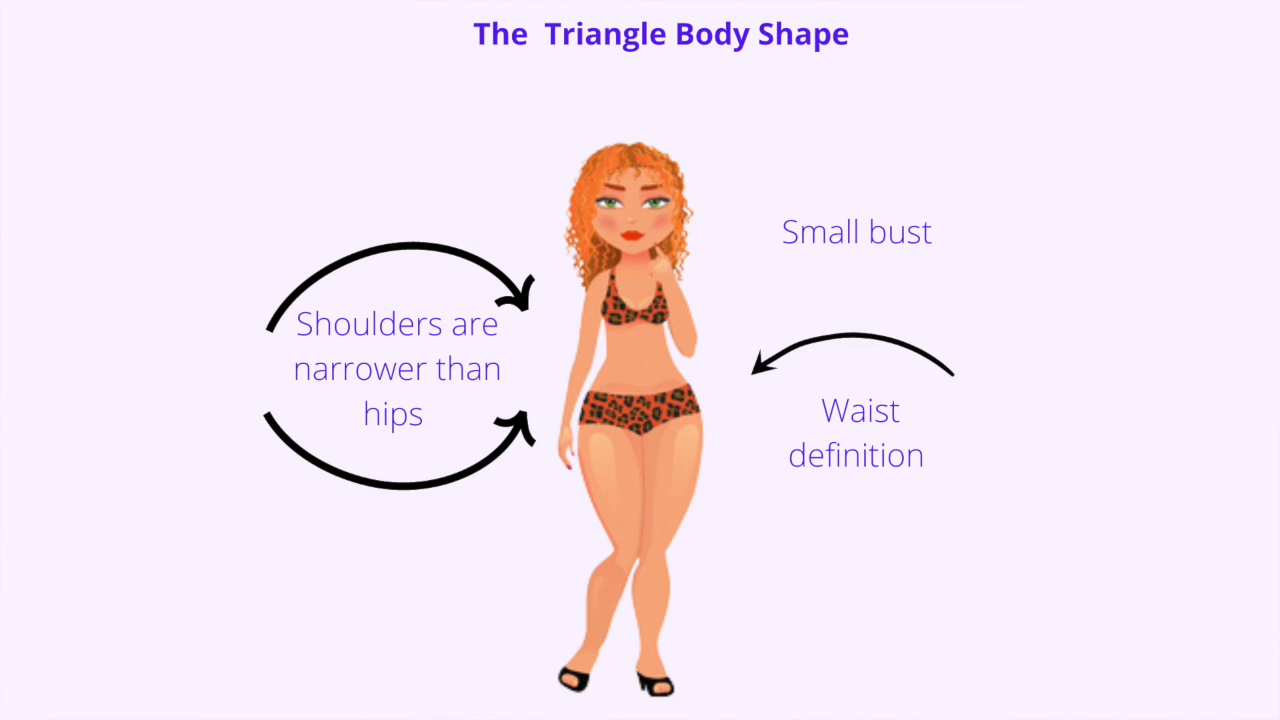 The  Triangle Body Shape
Small bust
Shoulders are
narrower than
hips
Waist
definition